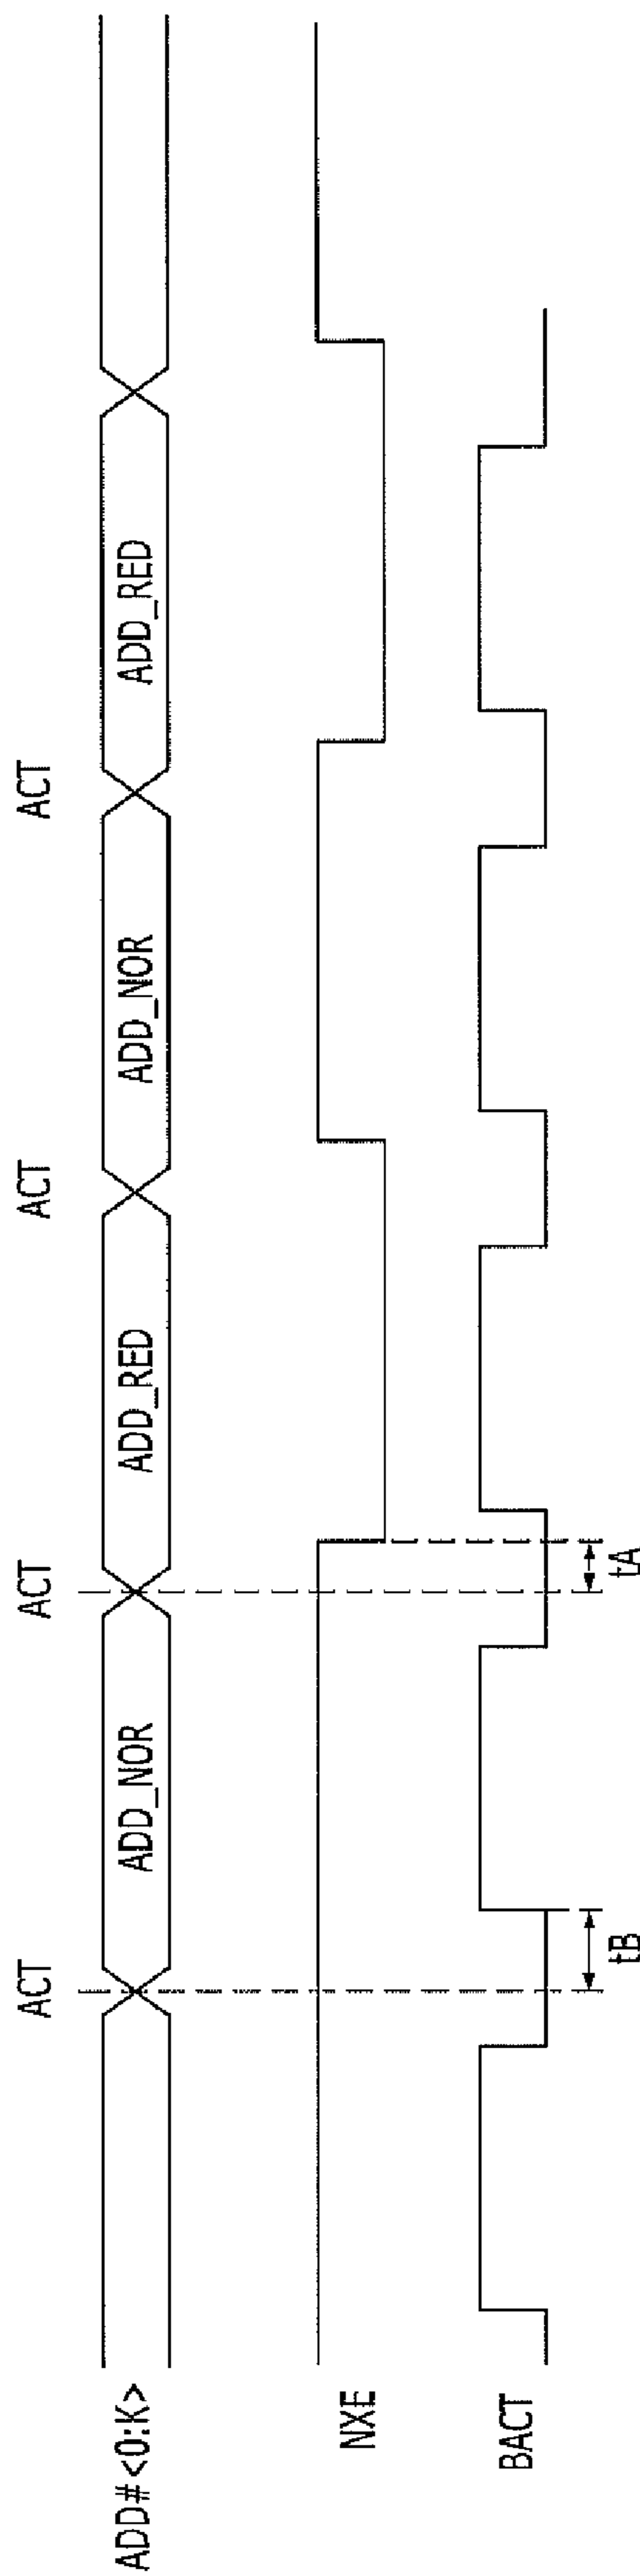 ACT
ACT
ACT
ACT
ADD#<0:K>
ADD_NOR
ADD_RED
ADD_NOR
ADD_RED
NXE
BACT
tB
tA